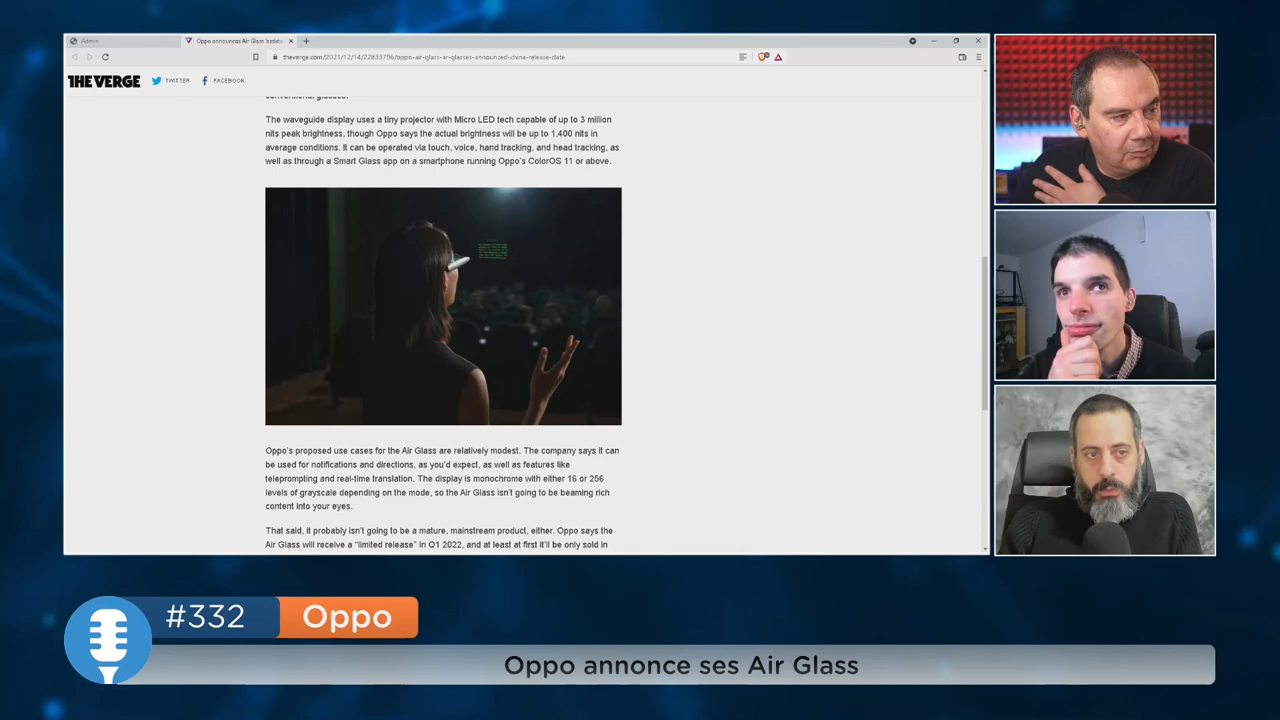 Admin
Oppo announces Air Glass 'assiste
theverge.com/2021/12/14/22833796/oppo-air-glass-ar-glasses-announced-china-release-date
THE VERGE TWITTER FACEBOOK
conventional glasses.
The waveguide display uses a tiny projector with Micro LED tech capable of up to 3 million
nits peak brightness, though Oppo says the actual brightness will be up to 1,400 nits in
average conditions. It can be operated via touch, voice, hand tracking, and head tracking, as
well as through a Smart Glass app on a smartphone running Oppo's ColorOS 11 or above.
Oppo's proposed use cases for the Air Glass are relatively modest. The company says it can
be used for notifications and directions, as you'd expect, as well as features like
teleprompting and real-time translation. The display is monochrome with either 16 or 256
levels of grayscale depending on the mode, so the Air Glass isn't going to be beaming rich
content into your eyes.
That said, it probably isn't going to be a mature, mainstream product, either. Oppo says the
Air Glass will receive a “limited release” in Q1 2022, and at least at first it'll be only sold in
#332 Oppo
Oppo annonce ses Air Glass